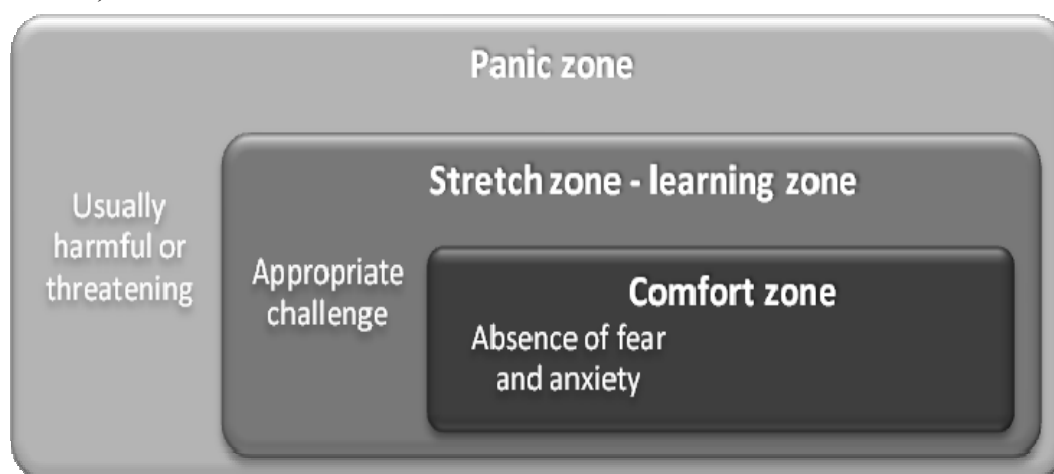 Panic zone
Usually
harmful or
threatening
Stretch zone - learning zone
Appropriate
challenge
Comfort zone
Absence of fear
and anxiety